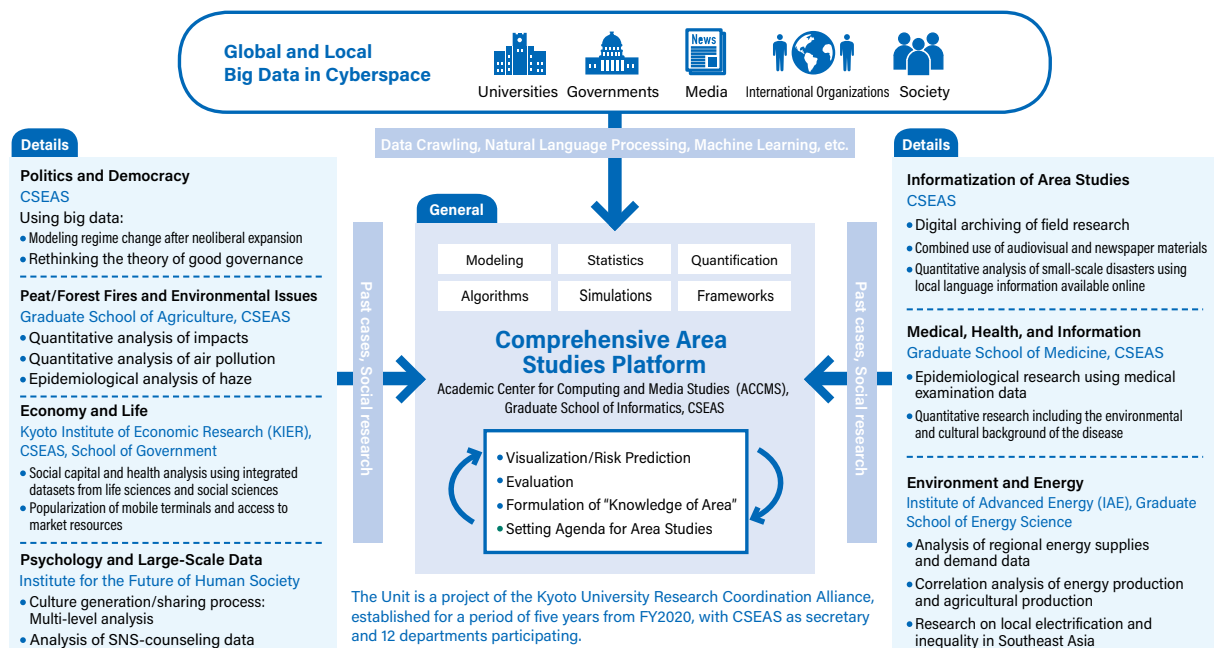 Global and Local
Big Data in Cyberspace
News
Universities
Governments
Media
International Organizations
Society
Data Crawling, Natural Language Processing, Machine Learning, etc.
Details
Politics and Democracy
CSEAS
Using big data:
• Modeling regime change after neoliberal expansion
• Rethinking the theory of good governance
Peat/Forest Fires and Environmental Issues
Graduate School of Agriculture, CSEAS
• Quantitative analysis of impacts
• Quantitative analysis of air pollution
• Epidemiological analysis of haze
Economy and Life
Kyoto Institute of Economic Research (KIER),
CSEAS, School of Government
• Social capital and health analysis using integrated
datasets from life sciences and social sciences
• Popularization of mobile terminals and access to
market resources
Psychology and Large-Scale Data
Institute for the Future of Human Society
• Culture generation/sharing process:
Multi-level analysis
• Analysis of SNS-counseling data
Past cases, Social research
General
Modeling
Statistics
Quantification
Algorithms
Simulations
Frameworks
Comprehensive Area
Studies Platform
Academic Center for Computing and Media Studies (ACCMS),
Graduate School of Informatics, CSEAS
• Visualization/Risk Prediction
• Evaluation
• Formulation of “Knowledge of Area”
• Setting Agenda for Area Studies
The Unit is a project of the Kyoto University Research Coordination Alliance,
established for a period of five years from FY2020, with CSEAS as secretary
and 12 departments participating.
Past cases, Social research
Details
Informatization of Area Studies
CSEAS
• Digital archiving of field research
• Combined use of audiovisual and newspaper materials
• Quantitative analysis of small-scale disasters using
local language information available online
Medical, Health, and Information
Graduate School of Medicine, CSEAS
• Epidemiological research using medical
examination data
• Quantitative research including the environmental
and cultural background of the disease
Environment and Energy
Institute of Advanced Energy (IAE), Graduate
School of Energy Science
• Analysis of regional energy supplies
and demand data
• Correlation analysis of energy production
and agricultural production
• Research on local electrification and
inequality in Southeast Asia